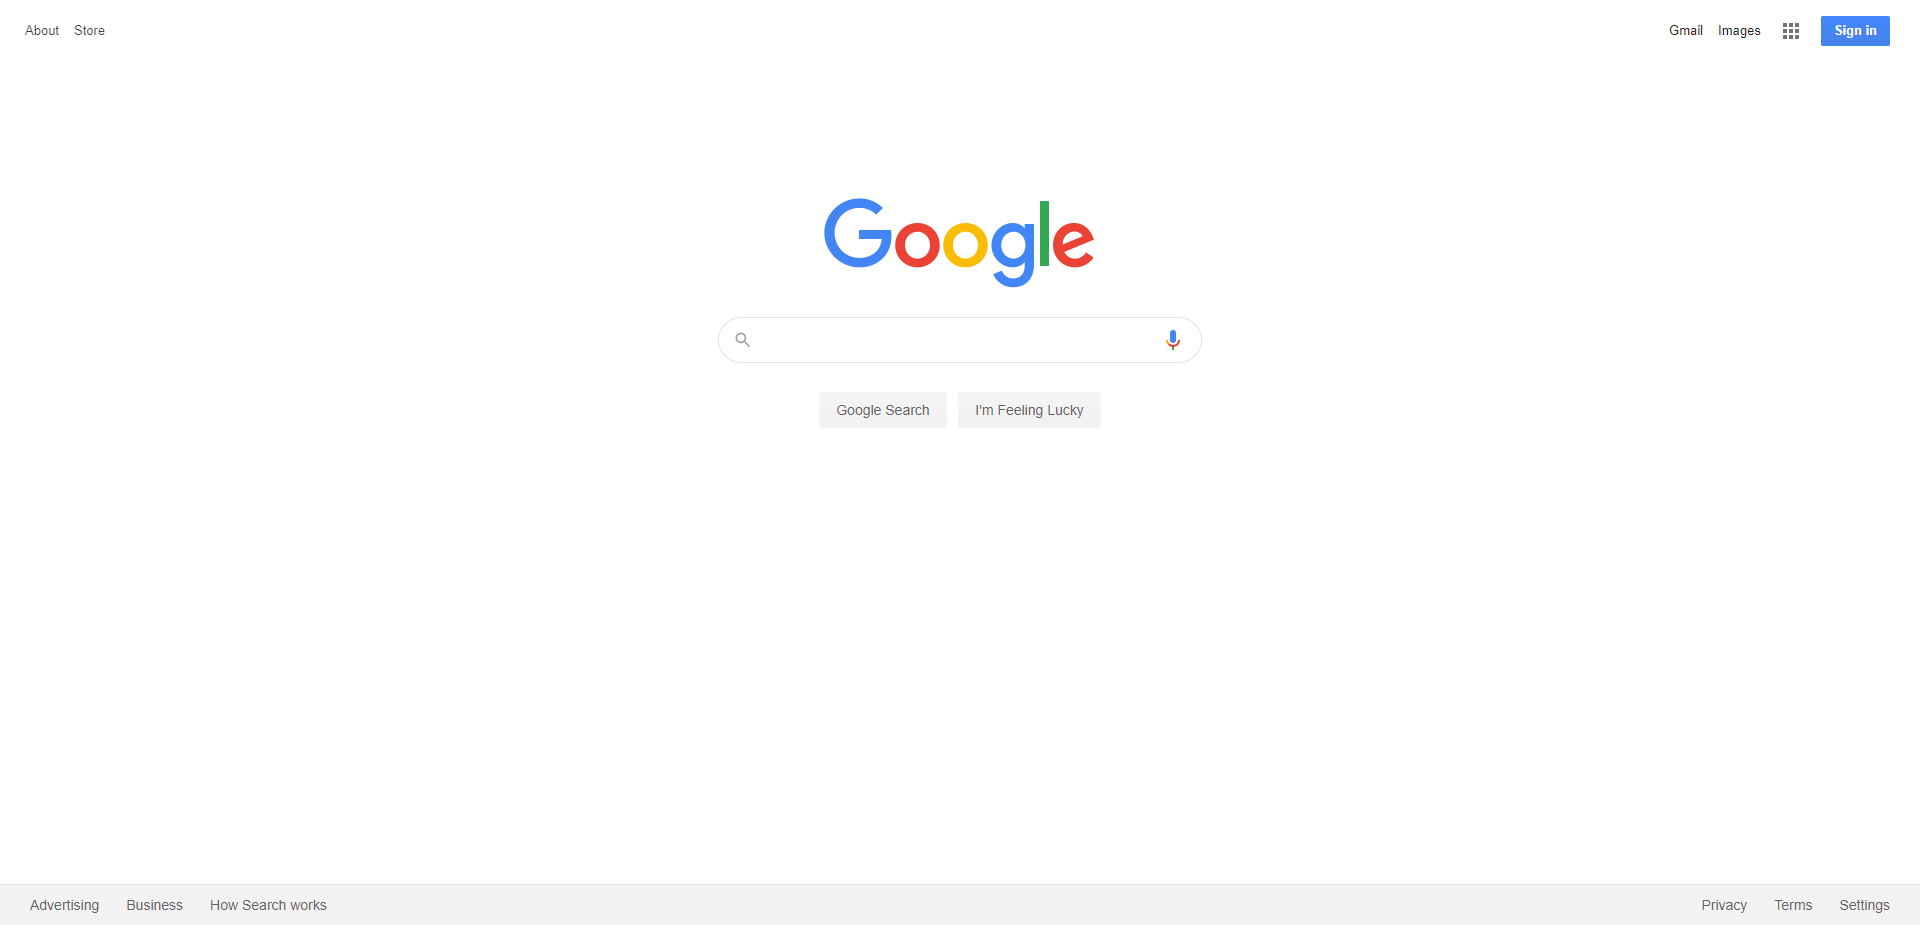 About Store Gmail Images Sign in
Google
Google Search I'm Feeling Lucky
Advertising Business How Search works Privacy Terms Settings